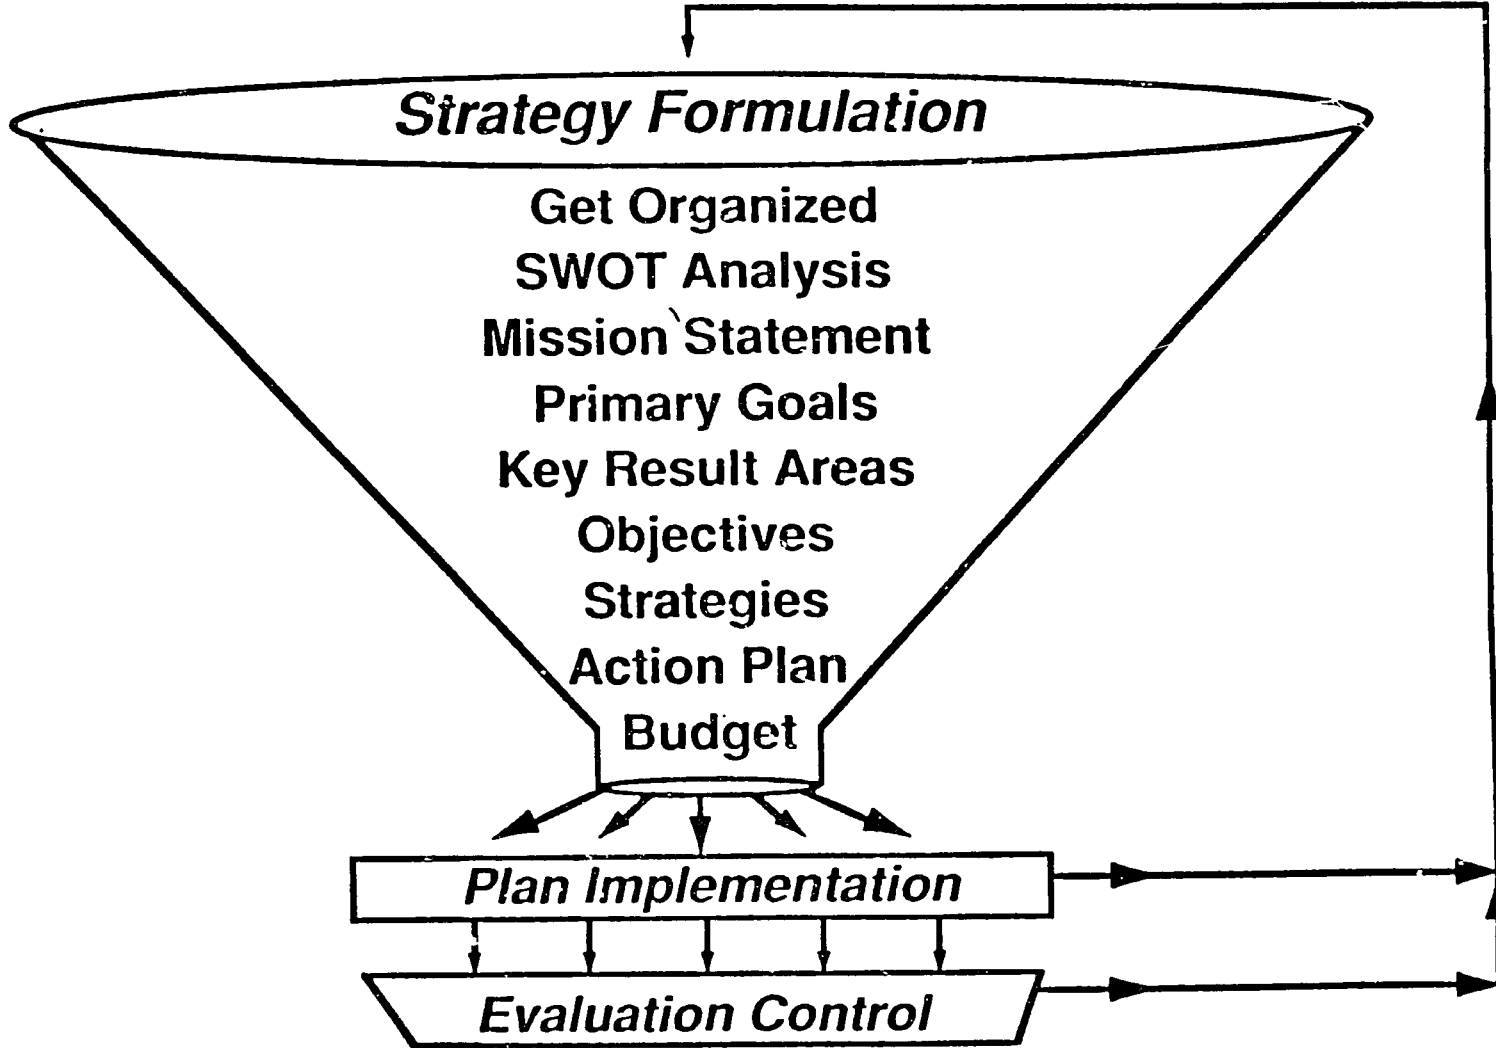 Strategy Formulation
Get Organized
SWOT Analysis
Mission Statement
Primary Goals
Key Result Areas
Objectives
Strategies
Action Plan
Budget
Plan Implementation
Evaluation Control